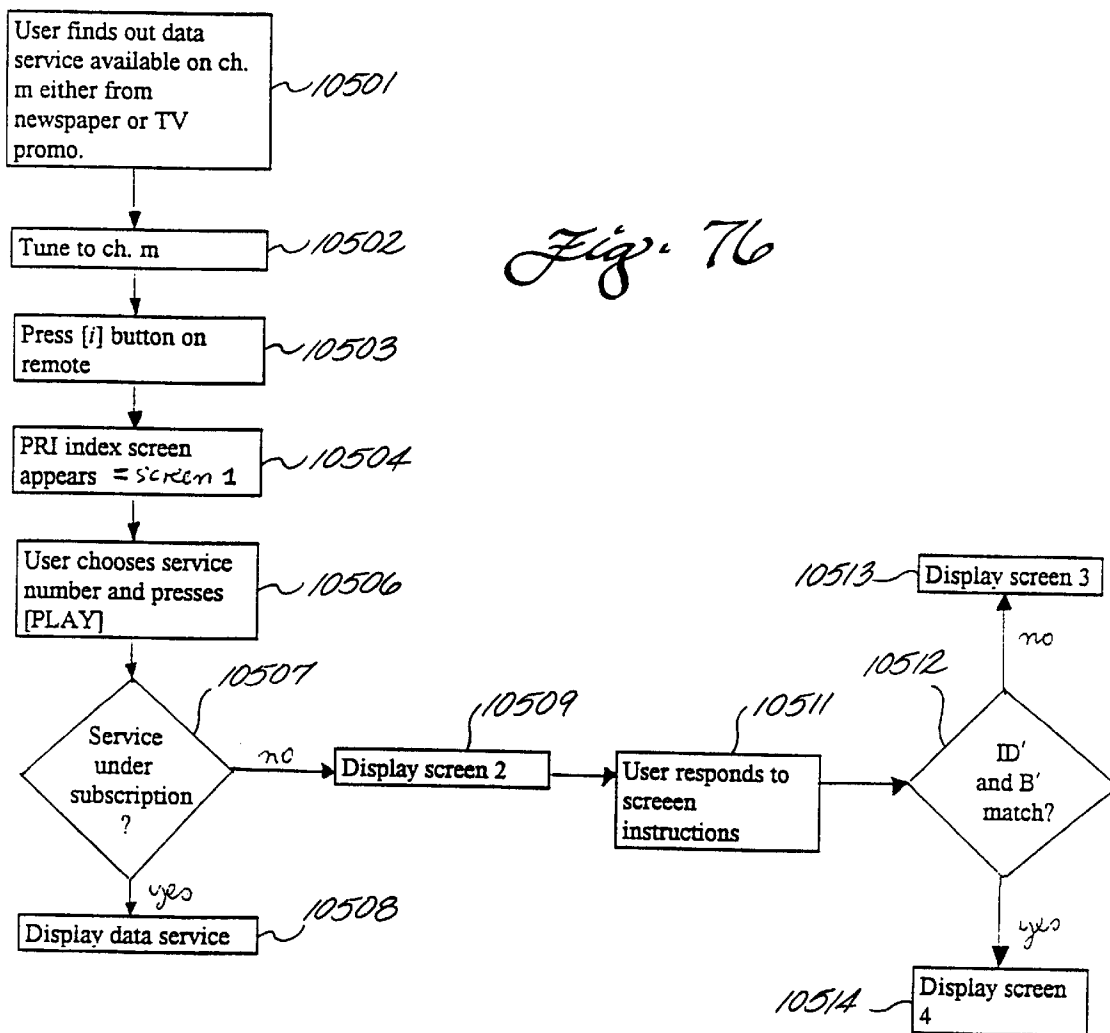 User finds out data
service available on ch.
m either from
newspaper or TV
promo.
10501
Tune to ch. m
10502
Fig. 76
Press [i] button on
remote
10503
PRI index screen
appears = screen 1
10504
User chooses service
number and presses
[PLAY]
10506
10507
Service
under
subscription
?
no
yes
Display data service
10508
10509
Display screen 2
10511
User responds to
screeen
instructions
10512
ID' 
and B'
match?
no
10513
Display screen 3
yes
10514
Display screen
4